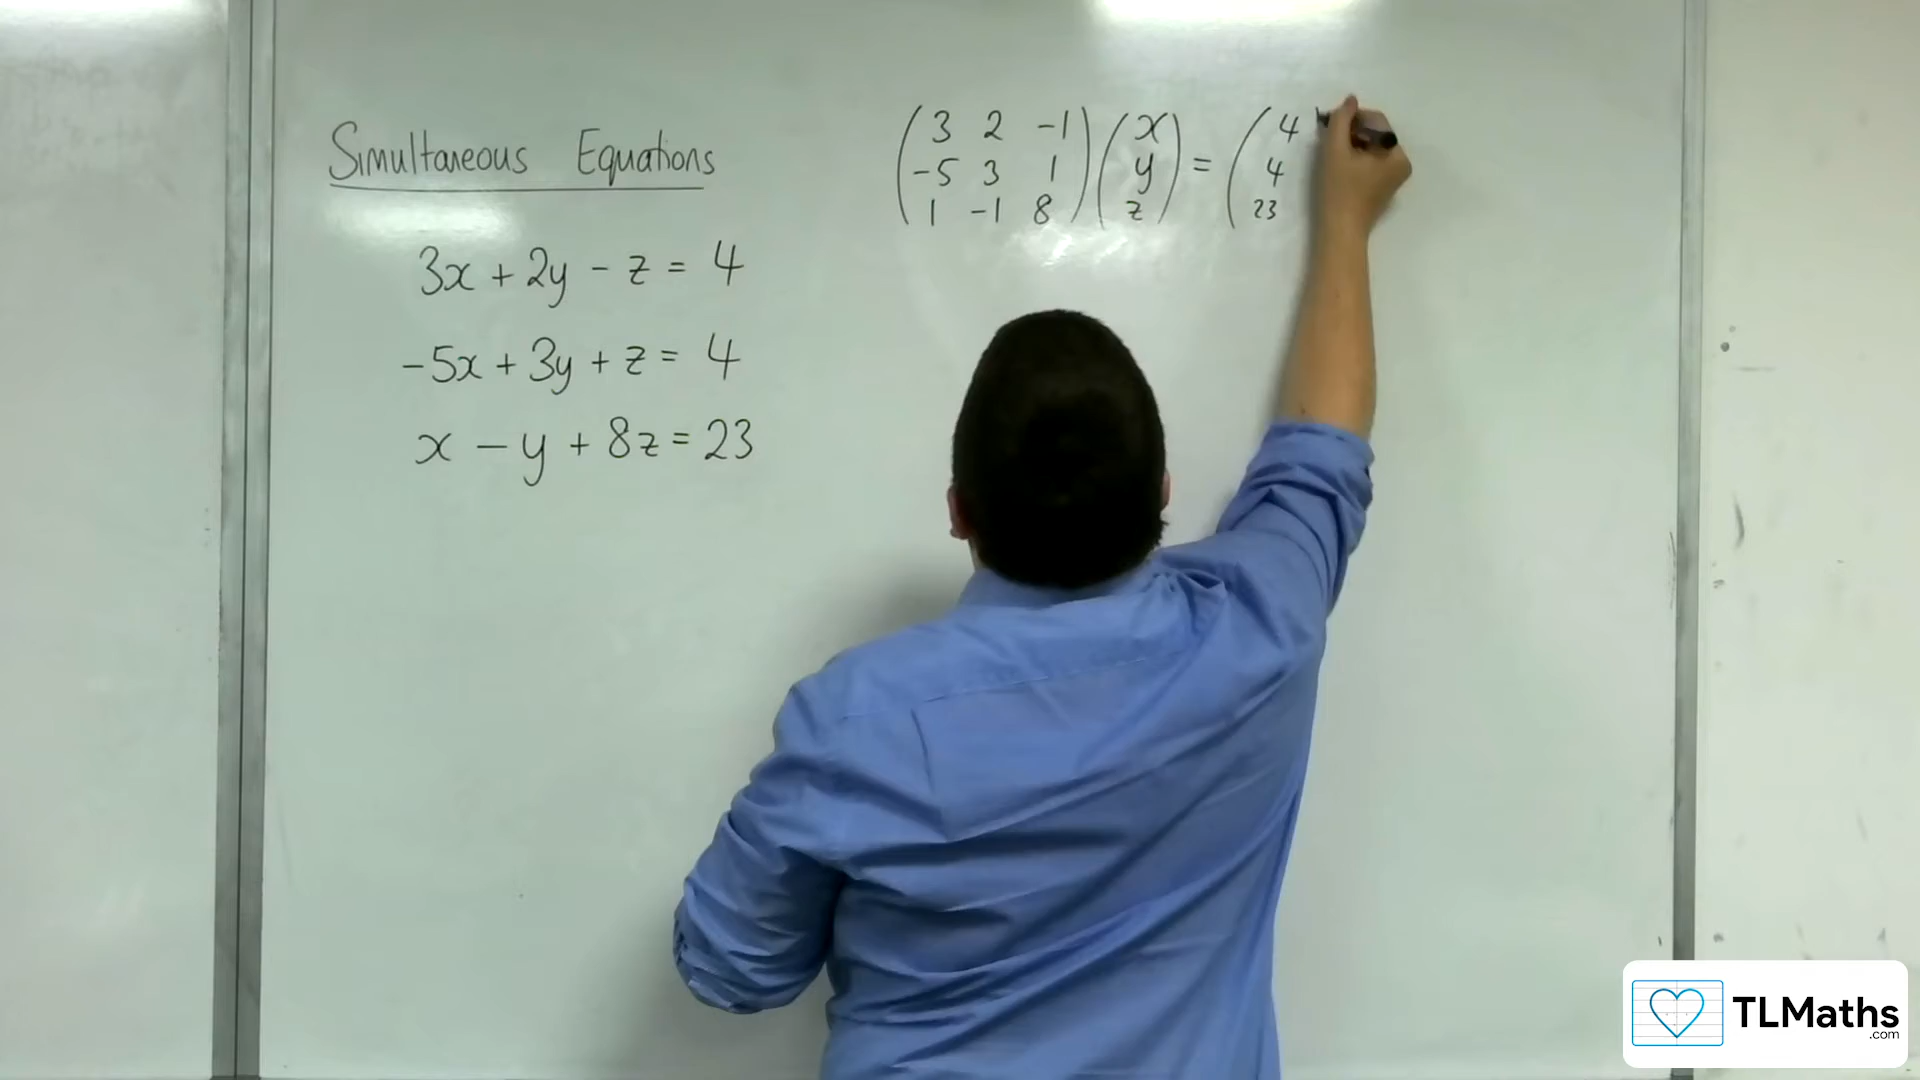 Simultaneous Equations
3x + 2y - z = 4
-5x + 3y + z = 4
x - y + 8z = 23
(3 2 -1) (x) = (4
(-5 3 1) (y) = (4
(1 -1 8) (z) = (23
TLMaths
.com